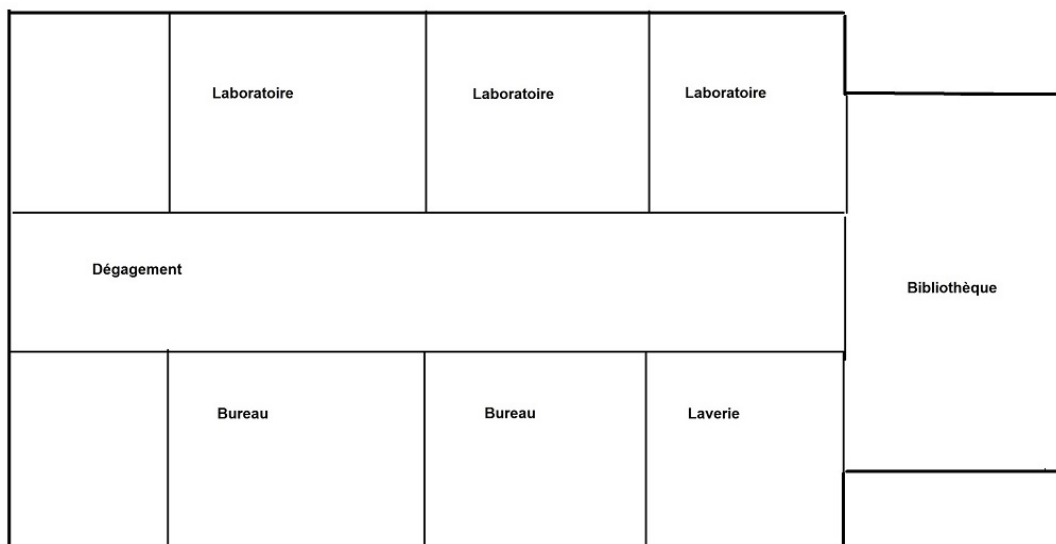 Laboratoire
Laboratoire
Laboratoire
Dégagement
Bibliothèque
Bureau
Bureau
Laverie